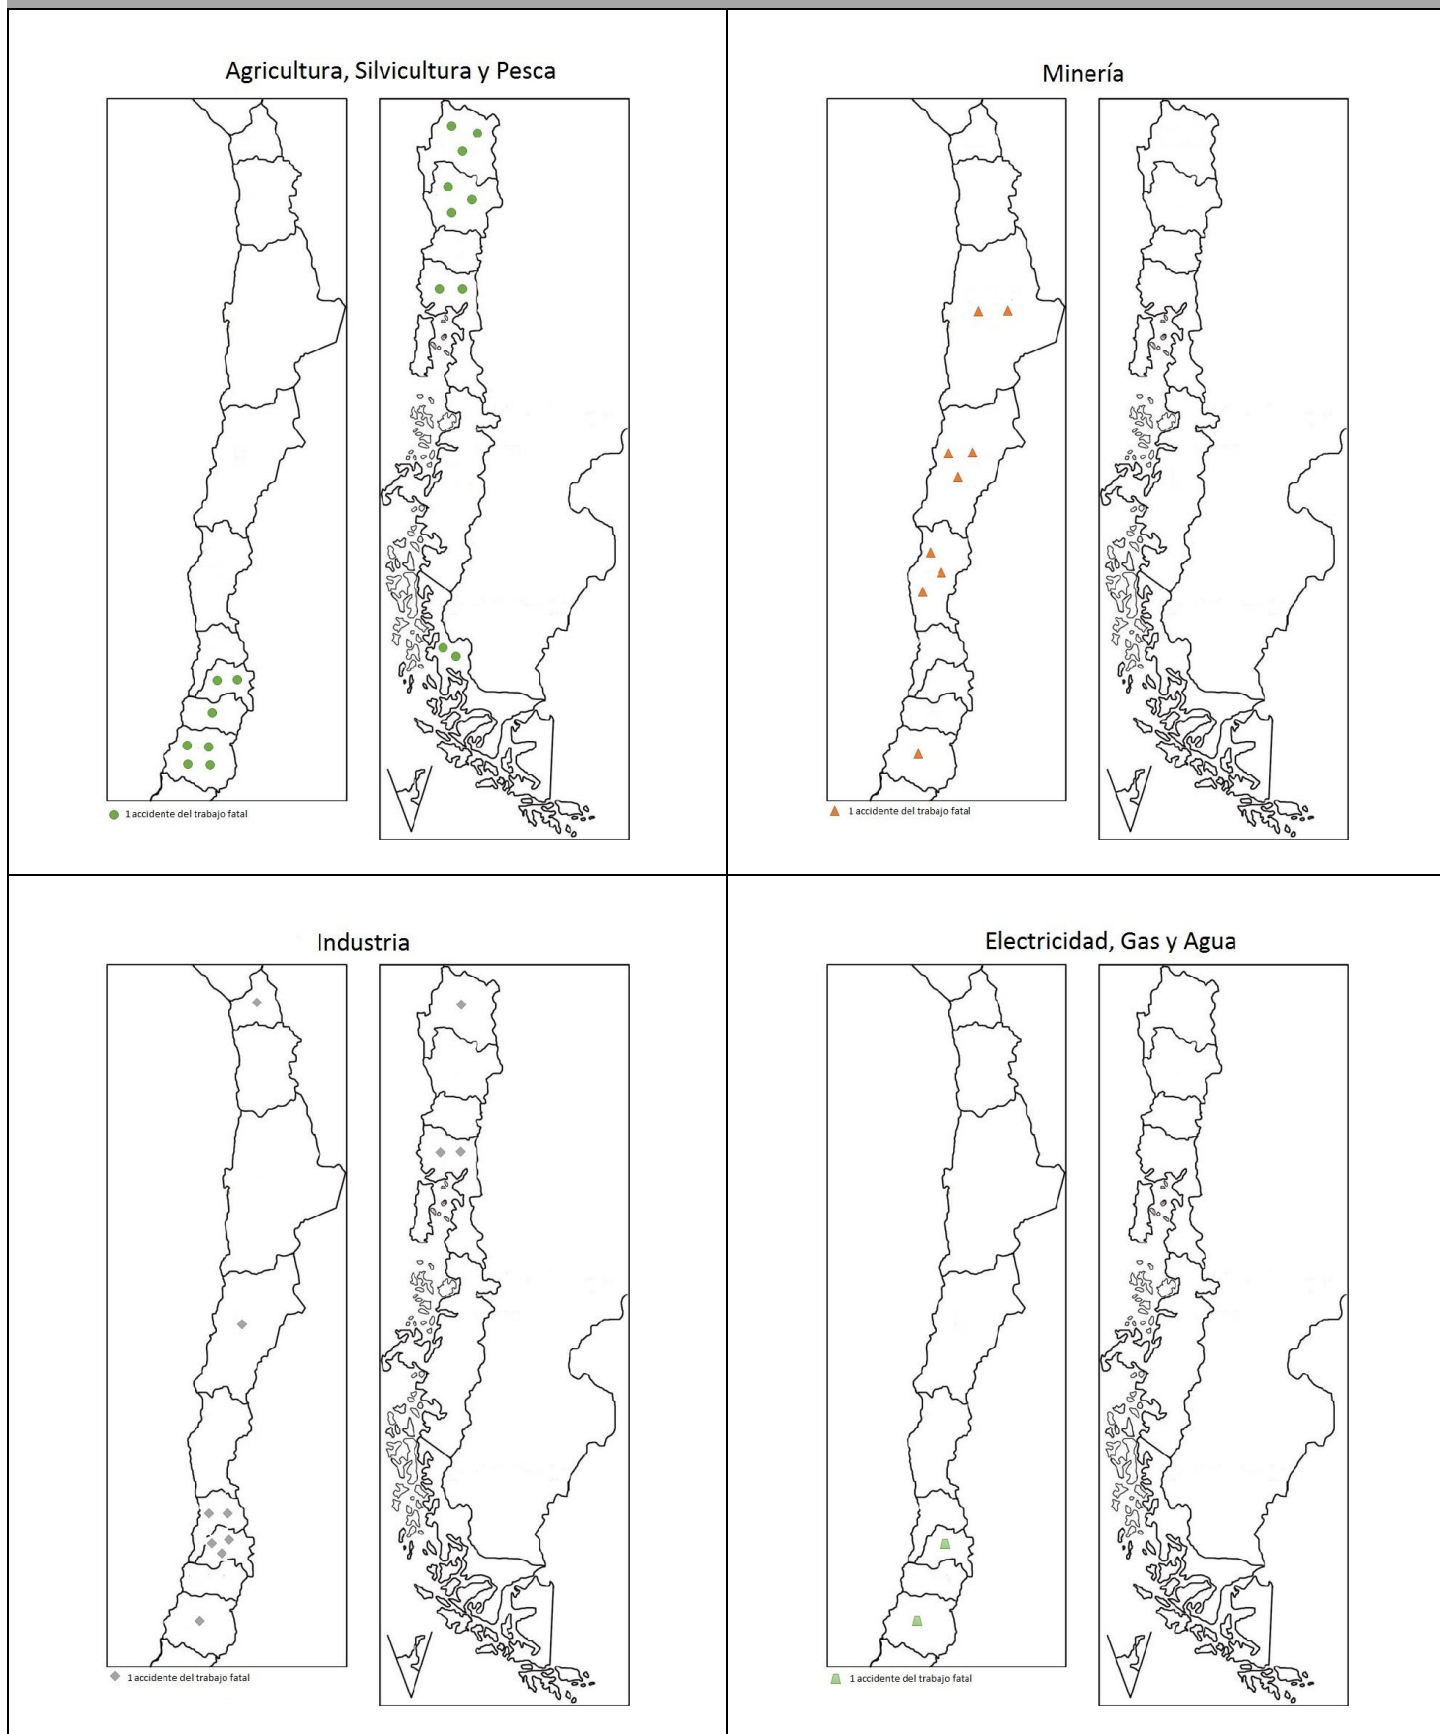 Agricultura, Silvicultura y Pesca
1 accidente del trabajo fatal
Minería
1 accidente del trabajo fatal
Industria
1 accidente del trabajo fatal
Electricidad, Gas y Agua
1 accidente del trabajo fatal